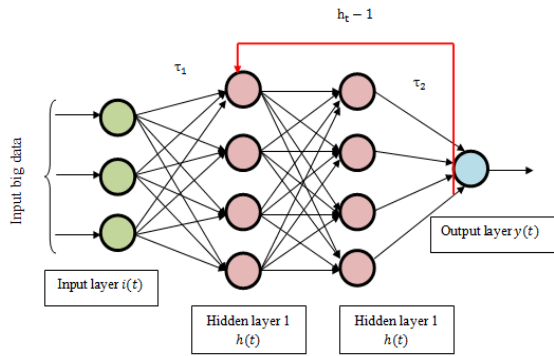 h_t − 1
τ_1
τ_2
Input big data
Output layer y(t)
Input layer i(t)
Hidden layer 1
h(t)
Hidden layer 1
h(t)